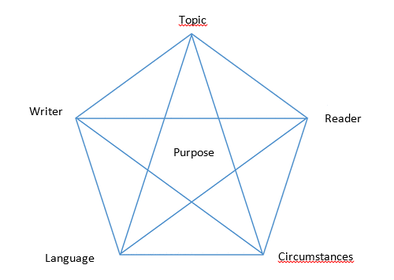 Topic
Writer
Reader
Purpose
Language
Circumstances